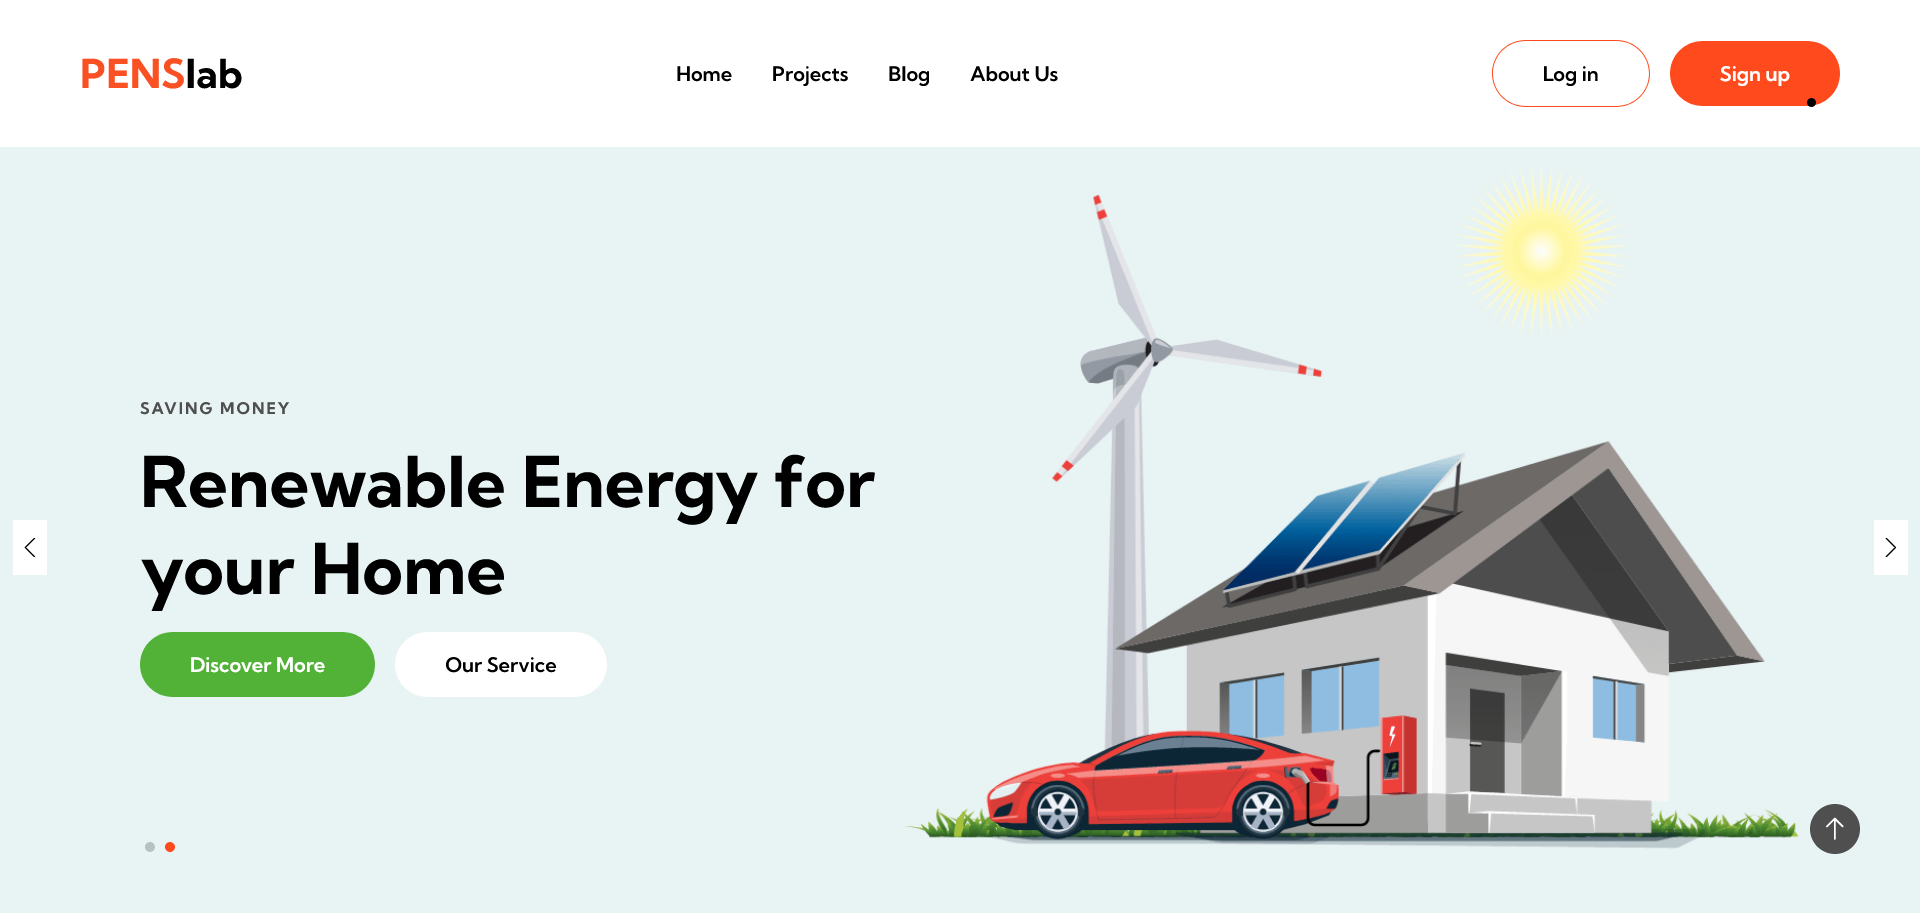 PENSlab
Home Projects Blog About Us
Log in
Sign up
SAVING MONEY
Renewable Energy for
your Home
Discover More
Our Service